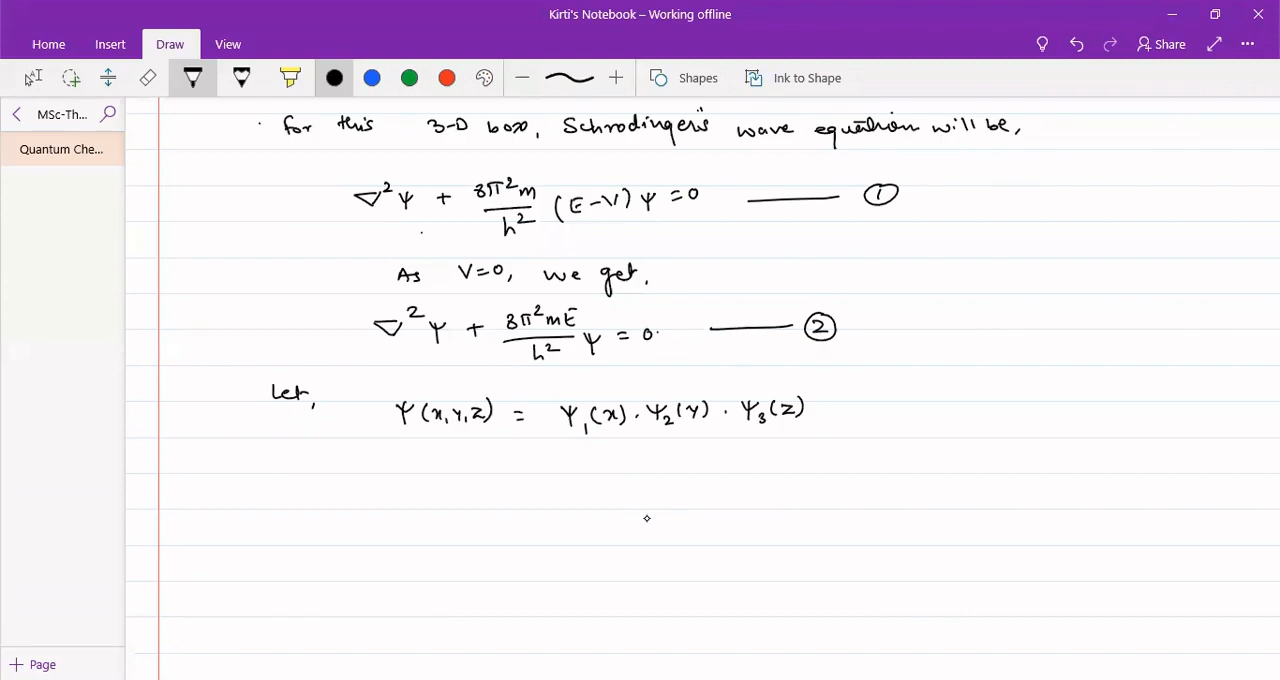 Kirti's Notebook – Working offline
Home Insert Draw View
Share
Shapes Ink to Shape
MSc-Th...
Quantum Che...
for this 3-D box, Schrodinger's wave equation will be,
∇²Ψ + 8π²m/h² (E-V) Ψ = 0 ——— ①
As V=0, we get,
∇²Ψ + 8π²mE/h² Ψ = 0 ——— ②
Let,
Ψ(x,y,z) = Ψ₁(x) · Ψ₂(y) · Ψ₃(z)
+ Page